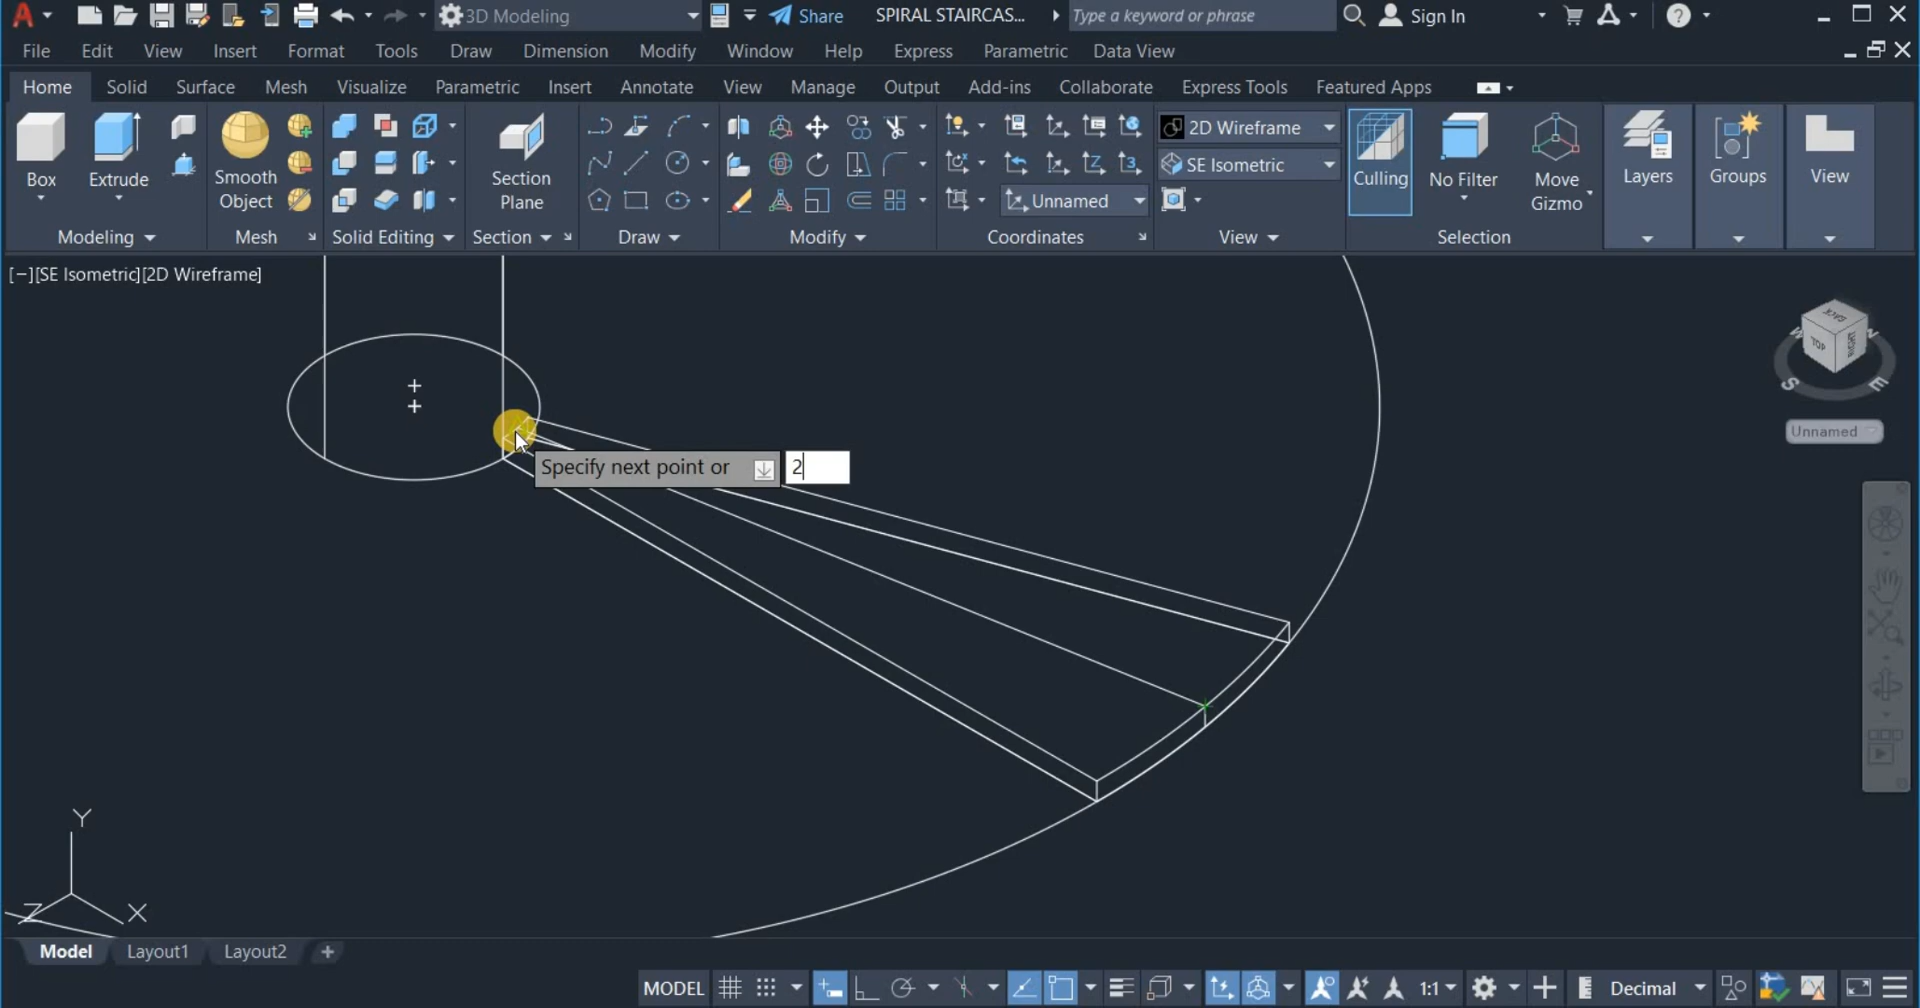 3D Modeling Share SPIRAL STAIRCAS... Type a keyword or phrase Sign In ?
File Edit View Insert Format Tools Draw Dimension Modify Window Help Express Parametric Data View
Home Solid Surface Mesh Visualize Parametric Insert Annotate View Manage Output Add-ins Collaborate Express Tools Featured Apps
2D Wireframe
SE Isometric
Box Extrude Smooth Object Section Plane Culling No Filter Move Gizmo Layers Groups View
Unnamed
Modeling Mesh Solid Editing Section Draw Modify Coordinates View Selection
[−][SE Isometric][2D Wireframe]
TOP RIGHT BACK
W N S E
Unnamed
Specify next point or 2
Y
Z X
Model Layout1 Layout2 +
MODEL 1:1 Decimal